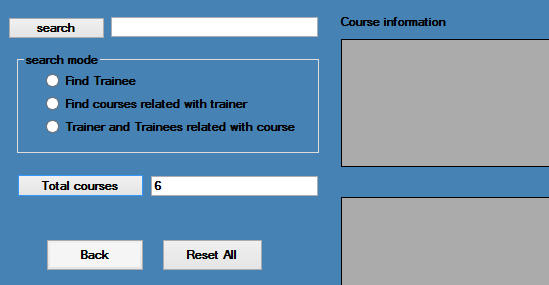 search
Course information
search mode
Find Trainee
Find courses related with trainer
Trainer and Trainees related with course
Total courses
6
Back
Reset All